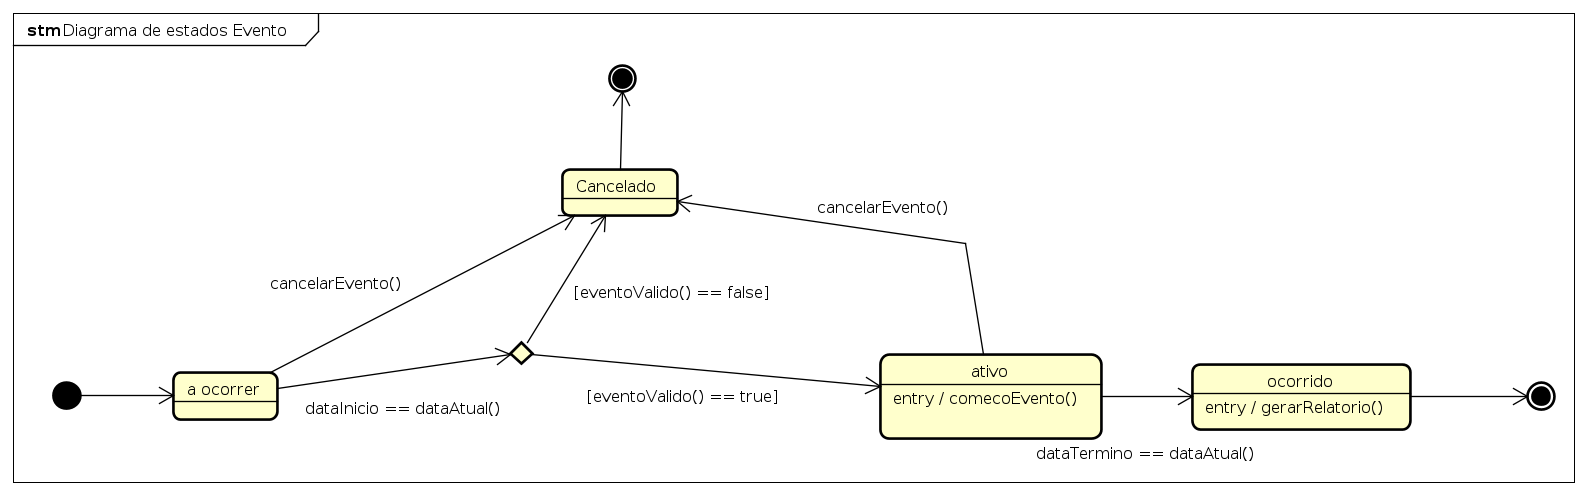 stm Diagrama de estados Evento
Cancelado
cancelarEvento()
cancelarEvento()
[eventoValido() == false]
a ocorrer
dataInicio == dataAtual()
[eventoValido() == true]
ativo
entry / comecoEvento()
ocorrido
entry / gerarRelatorio()
dataTermino == dataAtual()